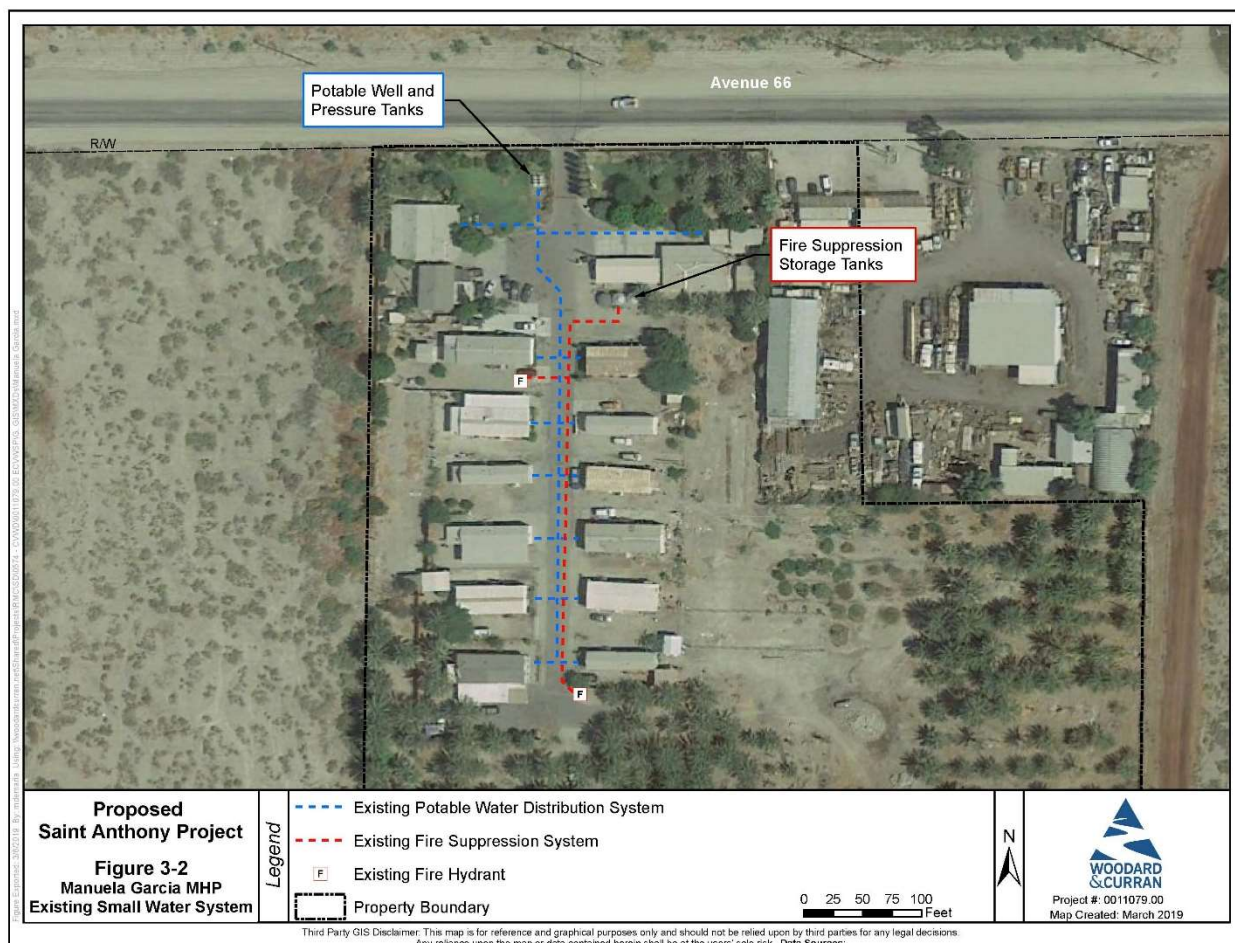 Avenue 66
Potable Well and
Pressure Tanks
R/W
Fire Suppression
Storage Tanks
F
F
Proposed
Saint Anthony Project
Figure 3-2
Manuela Garcia MHP
Existing Small Water System
Legend
Existing Potable Water Distribution System
Existing Fire Suppression System
F
Existing Fire Hydrant
Property Boundary
0 25 50 75 100
Feet
N
WOODARD
&CURRAN
Project #: 0011079.00
Map Created: March 2019
Third Party GIS Disclaimer: This map is for reference and graphical purposes only and should not be relied upon by third parties for any legal decisions.
Any reliance upon the map or data contained herein shall be at the users' sole risk. Data Sources: